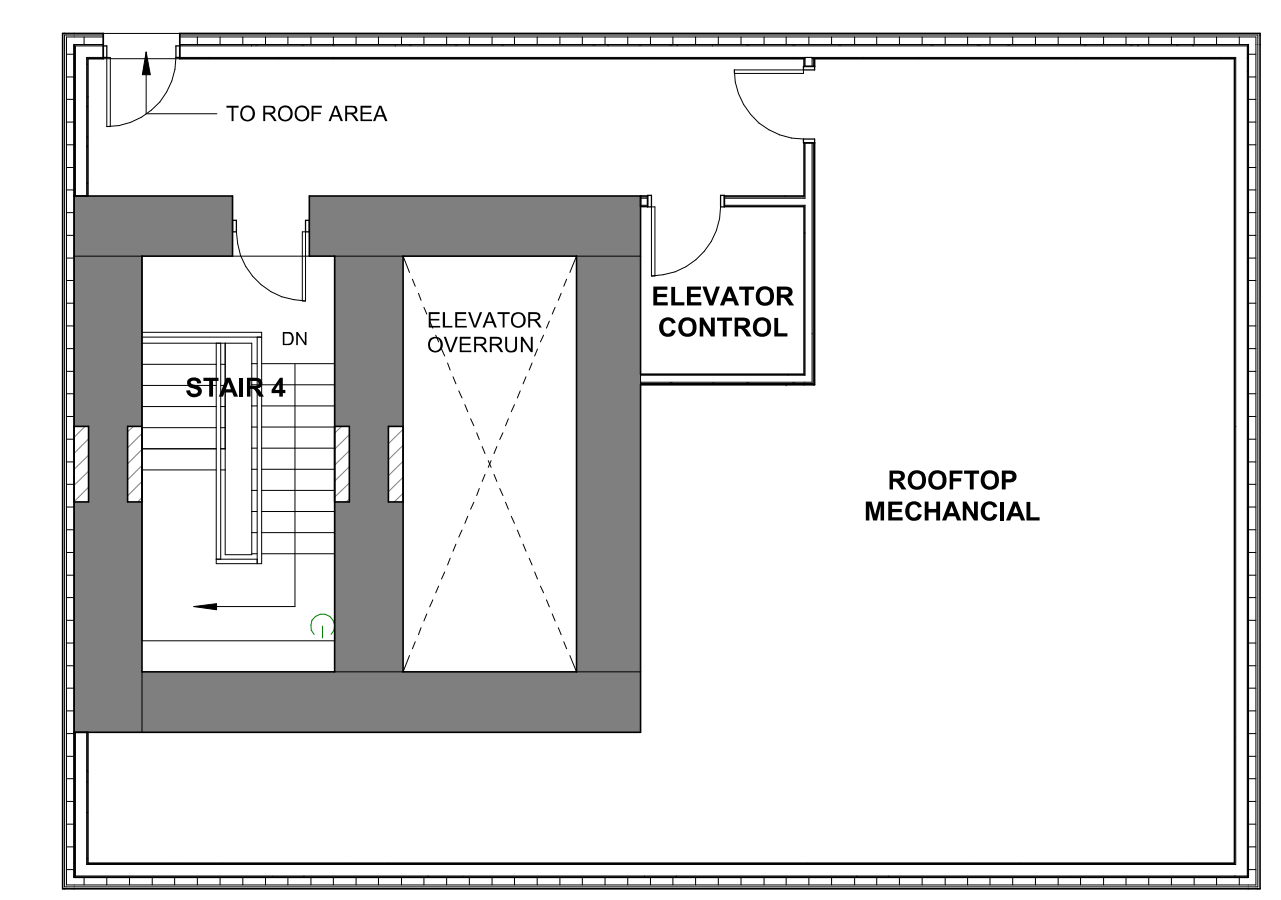 TO ROOF AREA
ELEVATOR
CONTROL
ELEVATOR
OVERRUN
DN
STAIR 4
ROOFTOP
MECHANCIAL